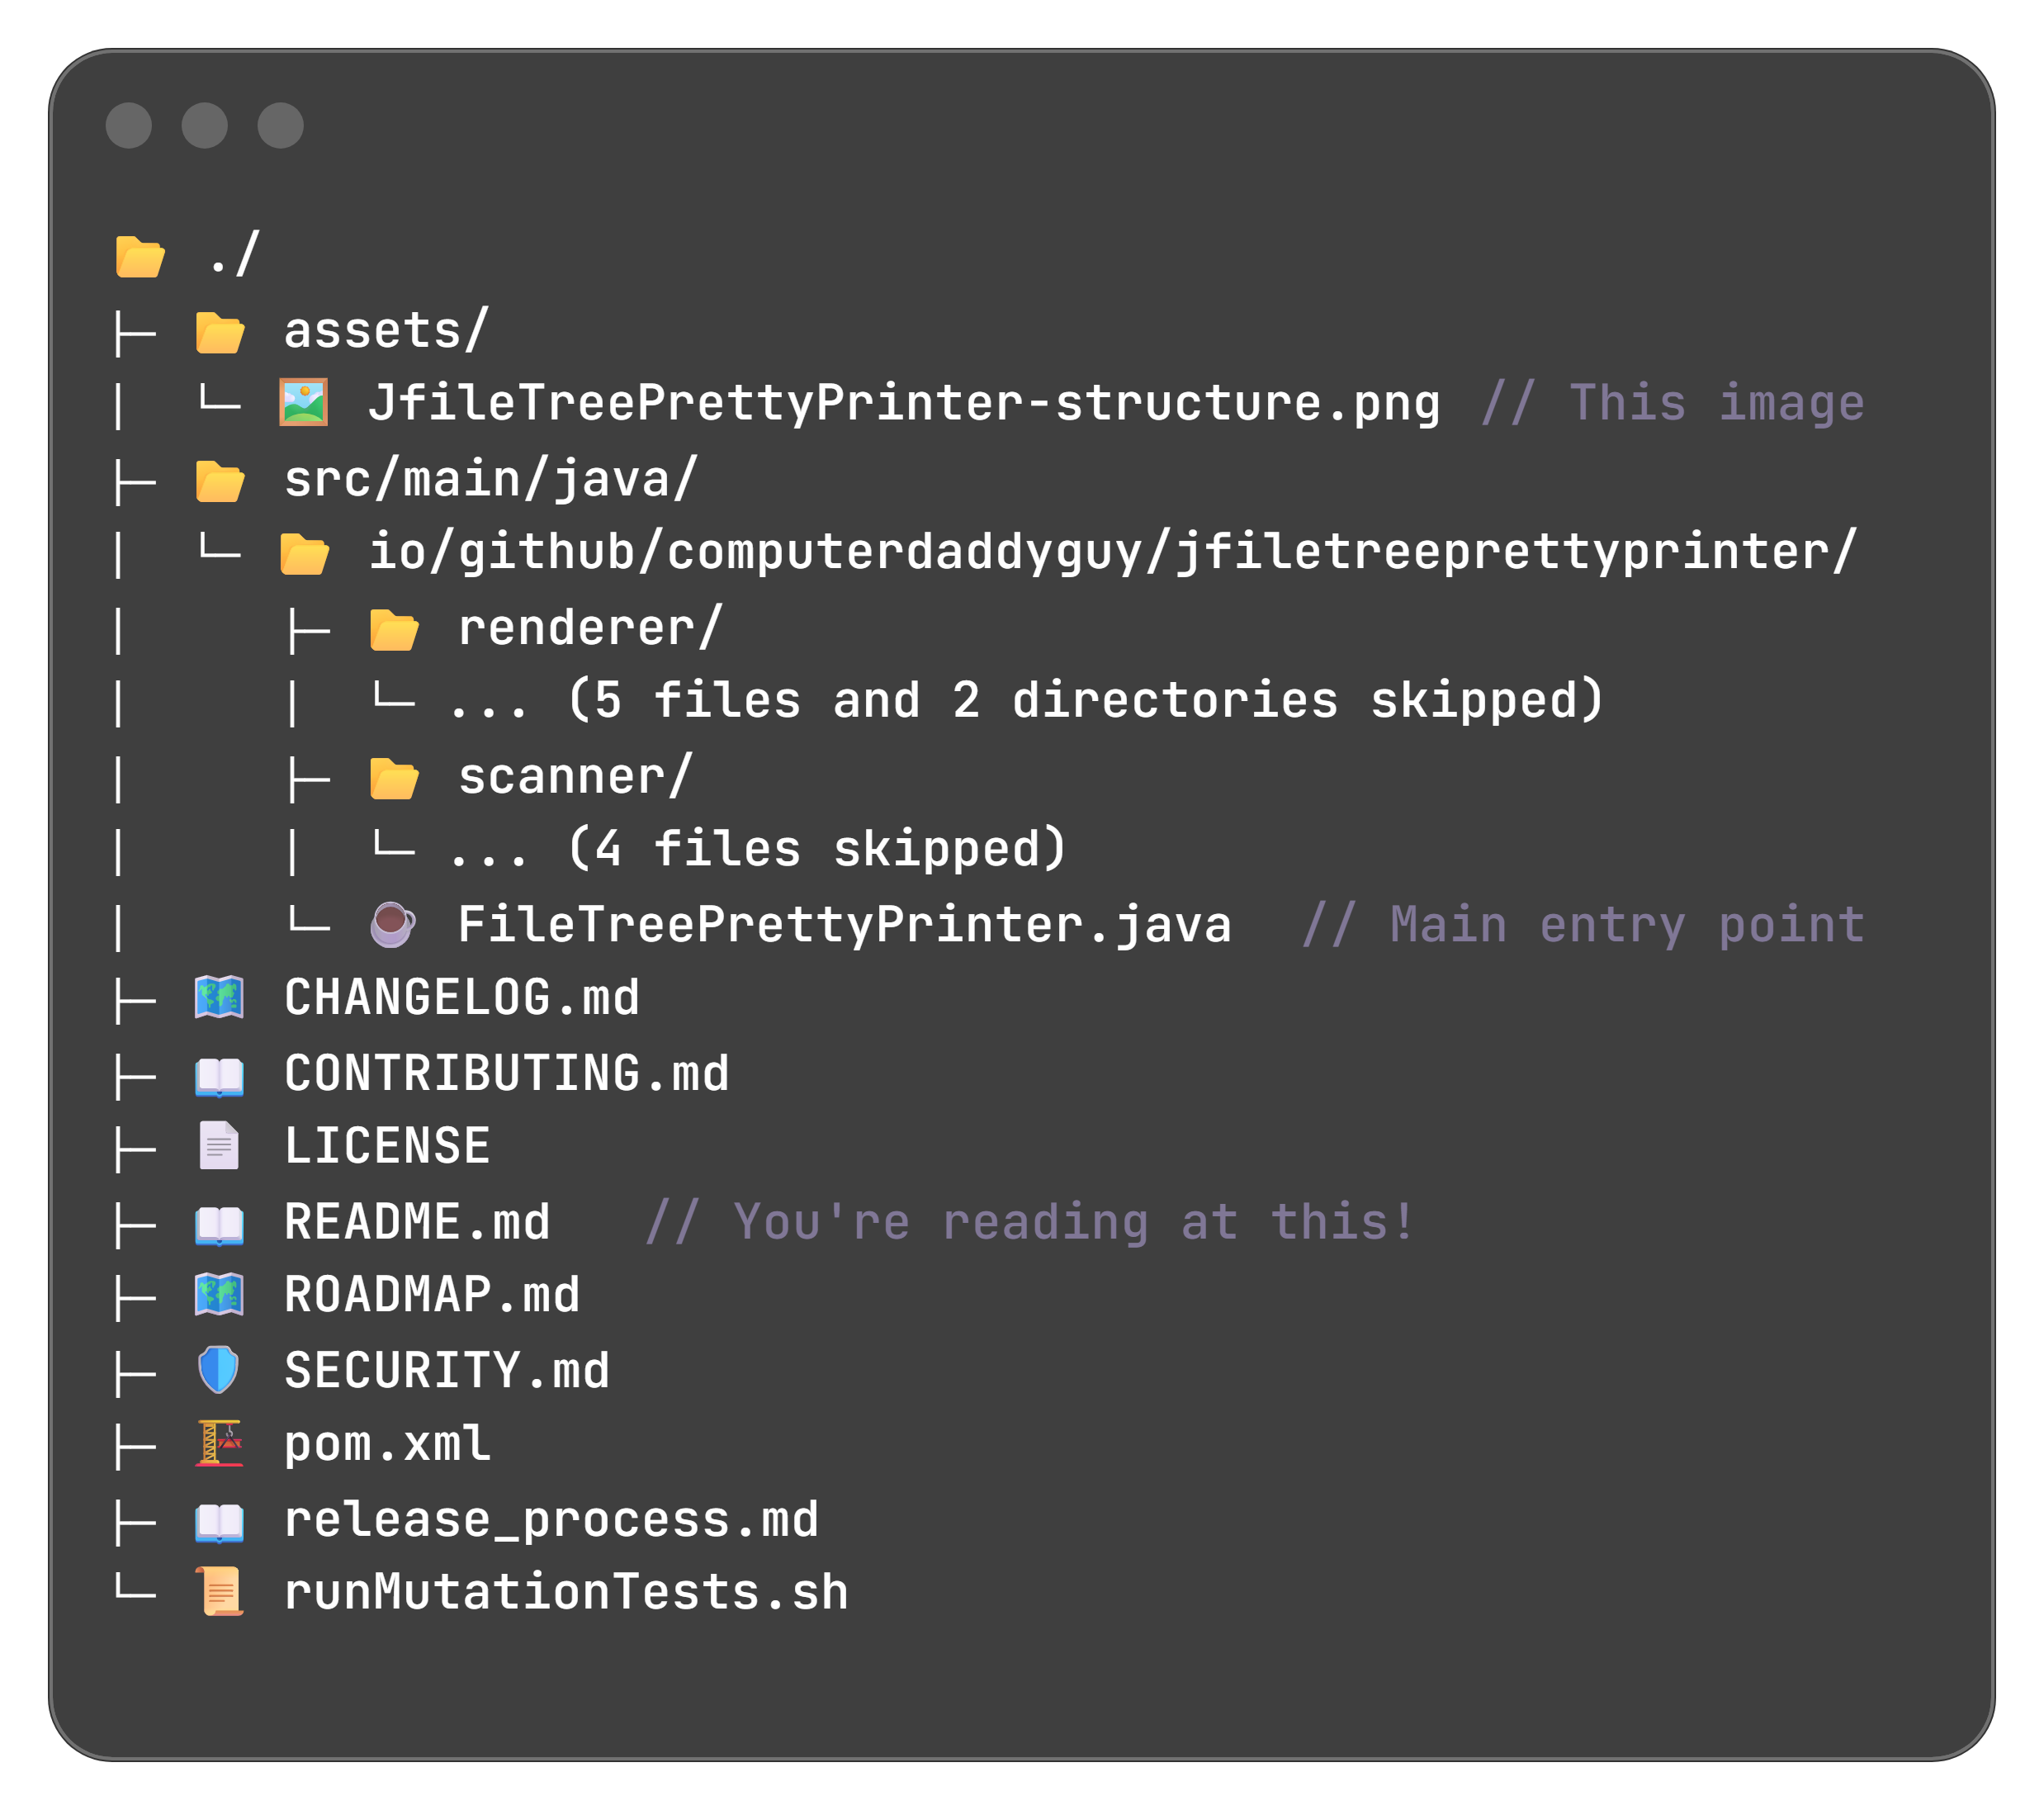 ./
assets/
JfileTreePrettyPrinter-structure.png // This image
src/main/java/
io/github/computerdaddyguy/jfiletreeprettyprinter/
renderer/
... (5 files and 2 directories skipped)
scanner/
... (4 files skipped)
FileTreePrettyPrinter.java // Main entry point
CHANGELOG.md
CONTRIBUTING.md
LICENSE
README.md // You're reading at this!
ROADMAP.md
SECURITY.md
pom.xml
release_process.md
runMutationTests.sh